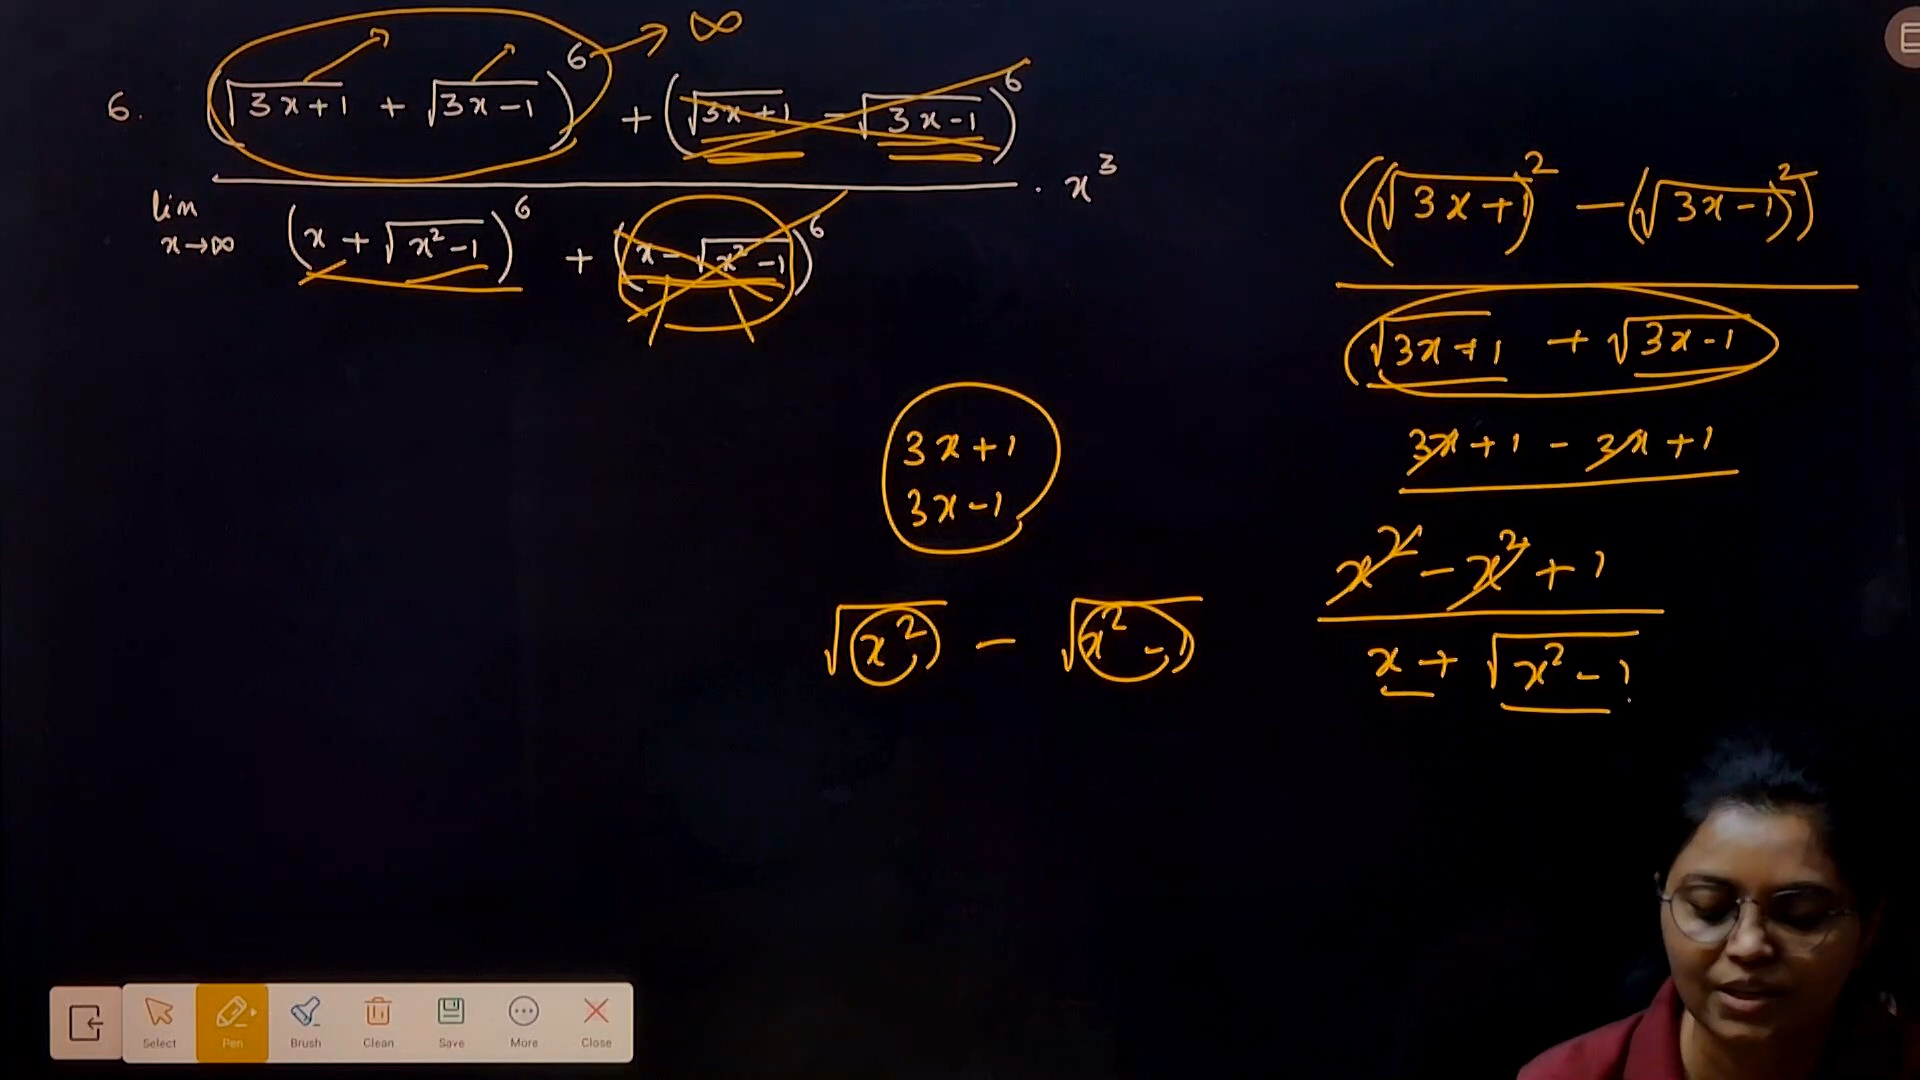 6. lim x→∞ ((√(3x+1) + √(3x-1))^6 + (√(3x+1) - √(3x-1))^6) / ((x + √(x²-1))^6 + (x - √(x²-1))^6) · x³
→ ∞
((√(3x+1))² - (√(3x-1))²)
√(3x+1) + √(3x-1)
3x+1 - 3x+1
3x+1
3x-1
√(x²) - √(x²-1)
x² - x² + 1
x + √(x²-1)
Select Pen Brush Clean Save More Close